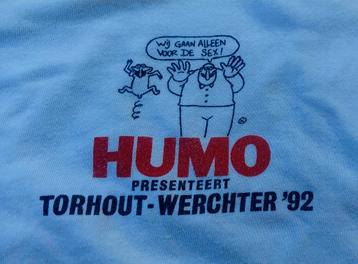 WIJ GAAN ALLEEN
VOOR DE SEX!
HUMO
PRESENTEERT
TORHOUT-WERCHTER '92